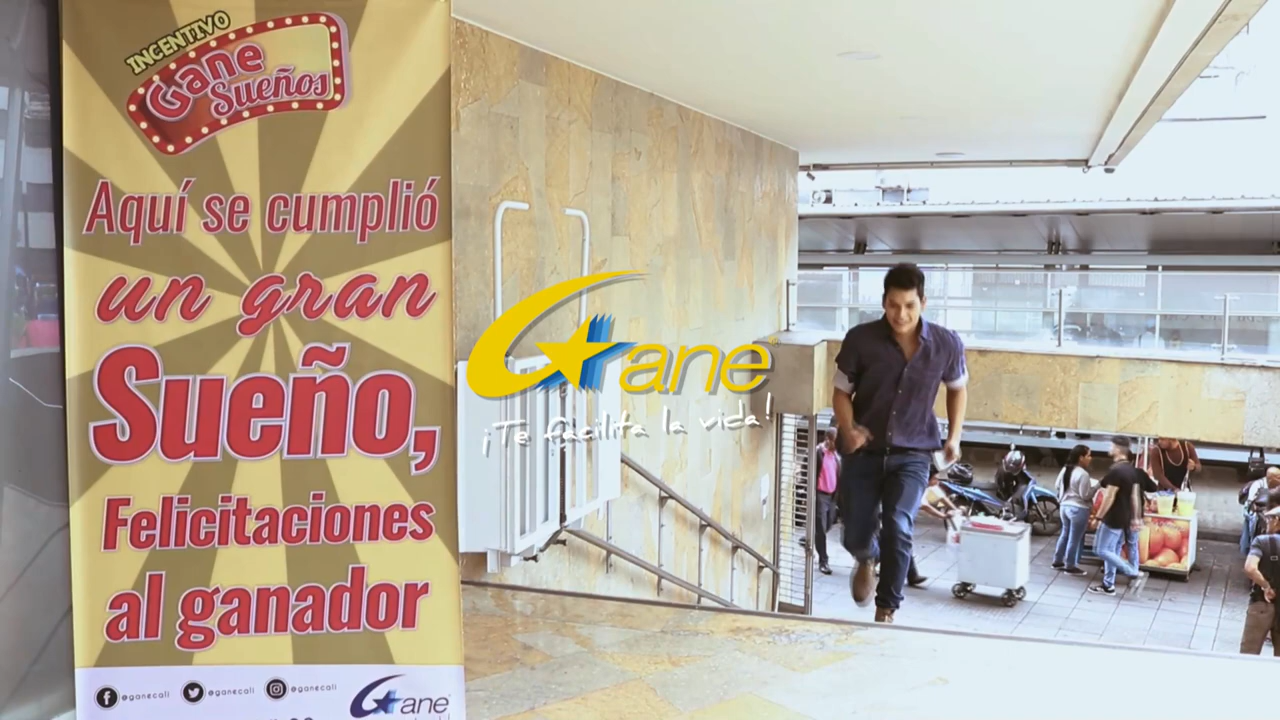 INCENTIVO
Gane
Sueños
Aquí se cumplió
un gran
Sueño,
Felicitaciones
al ganador
@ganecali @ganecali @ganecali
Gane
Gane®
¡Te facilita la vida!